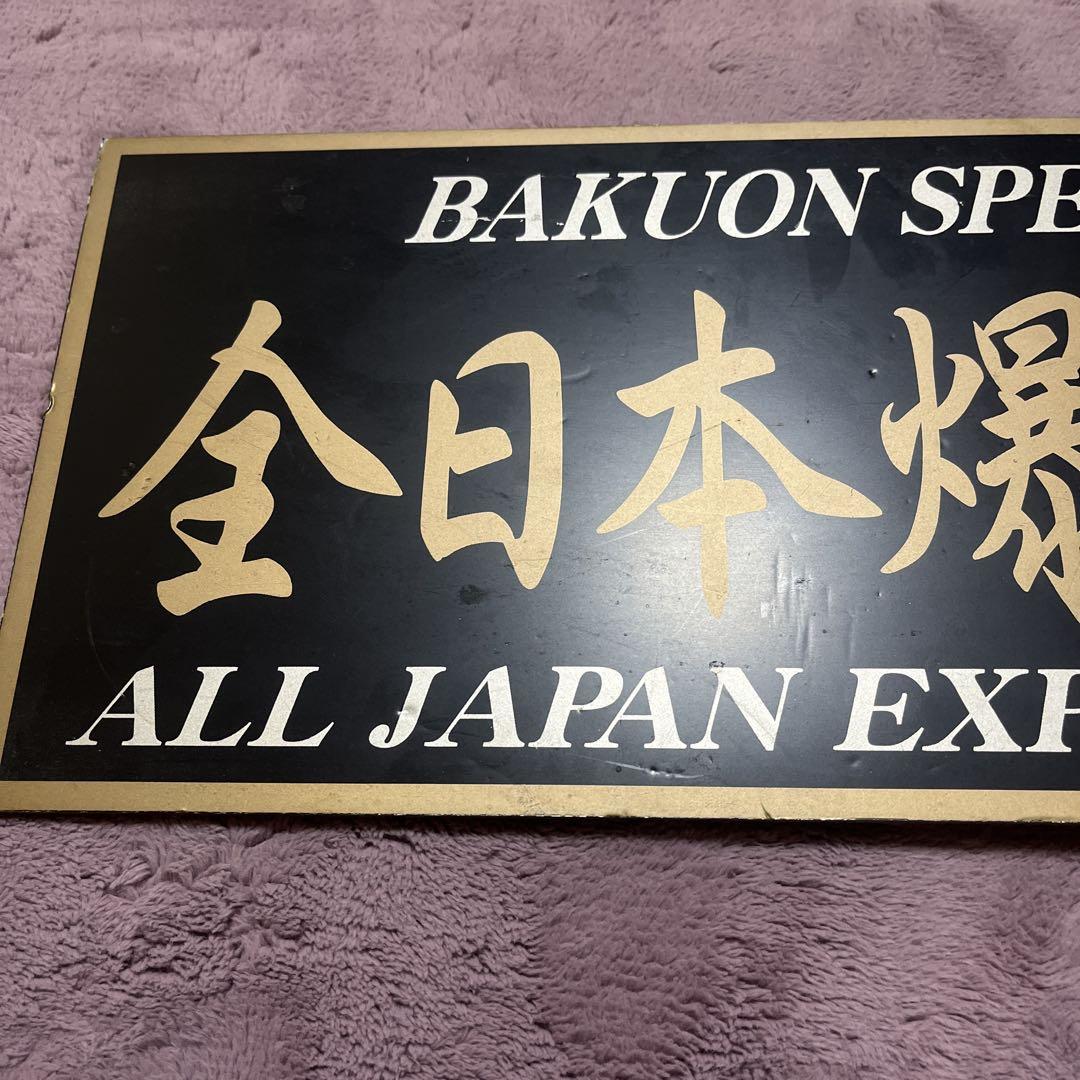 BAKUON SPE
全日本爆
ALL JAPAN EXP